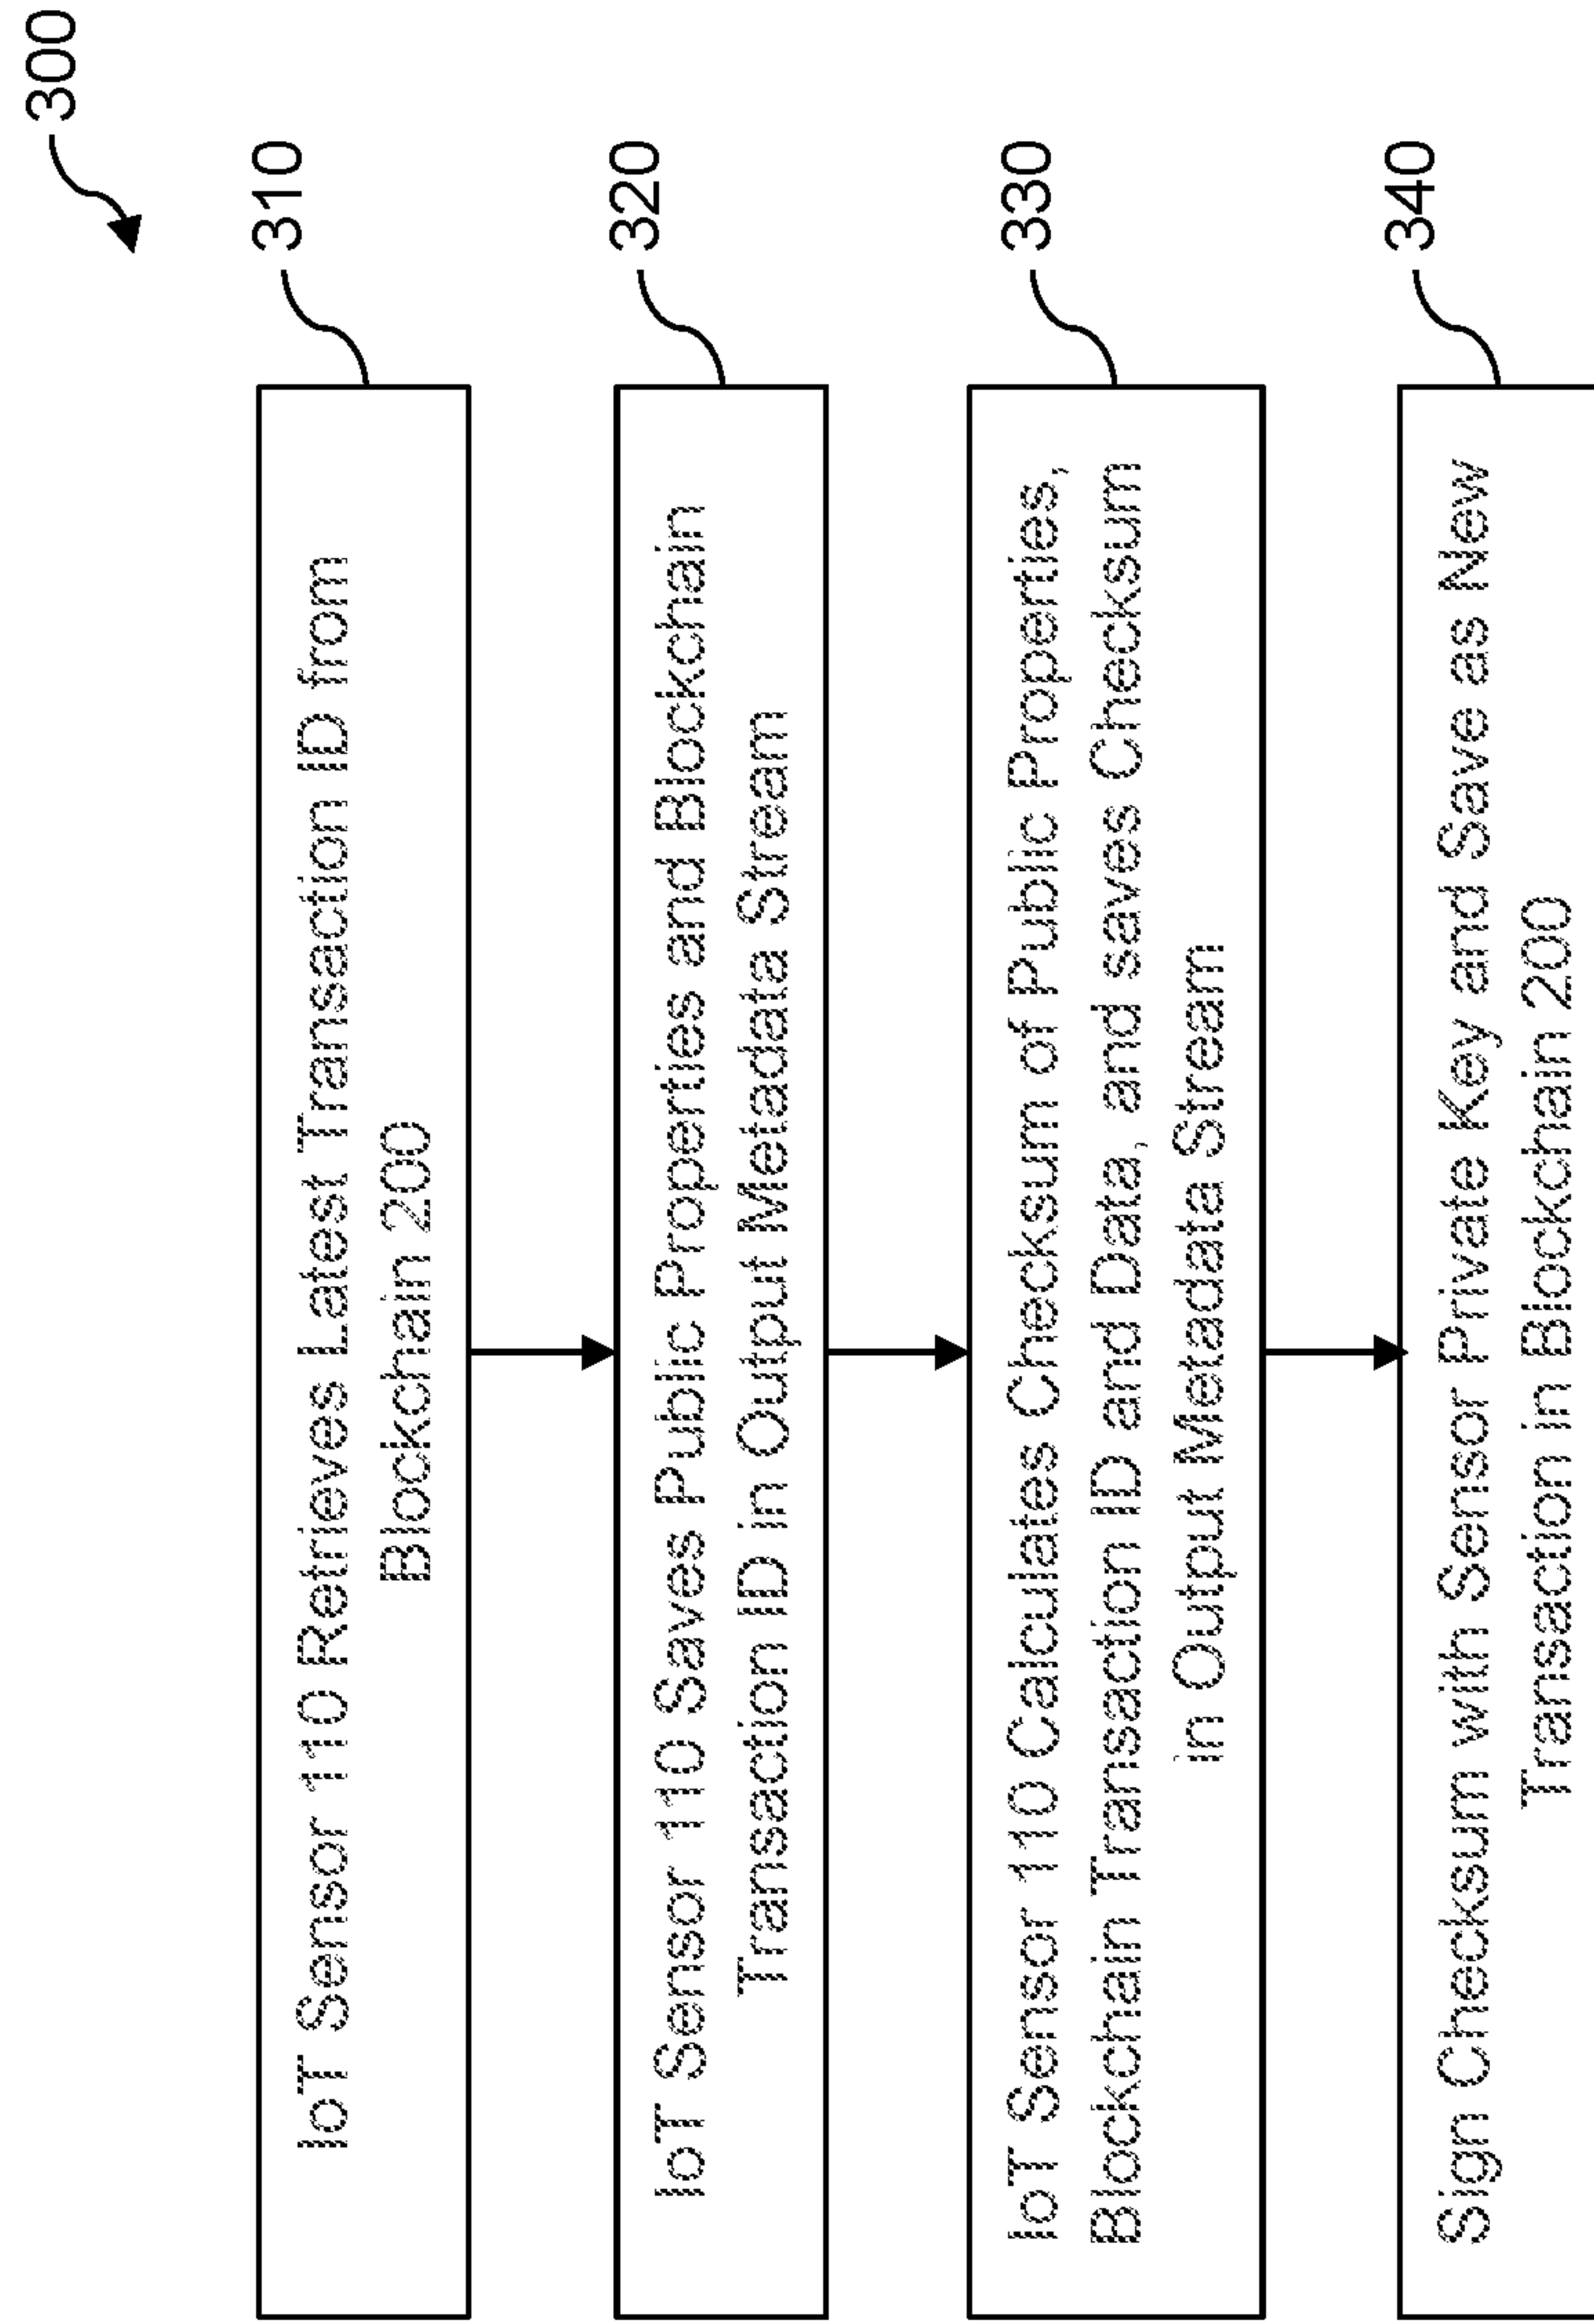 300
310
IoT Sensor 110 Retrieves Latest Transaction ID from
Blockchain 200
320
IoT Sensor 110 Saves Public Properties and Blockchain
Transaction ID in Output Metadata Stream
330
IoT Sensor 110 Calculates Checksum of Public Properties,
Blockchain Transaction ID and Data, and saves Checksum
in Output Metadata Stream
340
Sign Checksum with Sensor Private Key and Save as New
Transaction in Blockchain 200